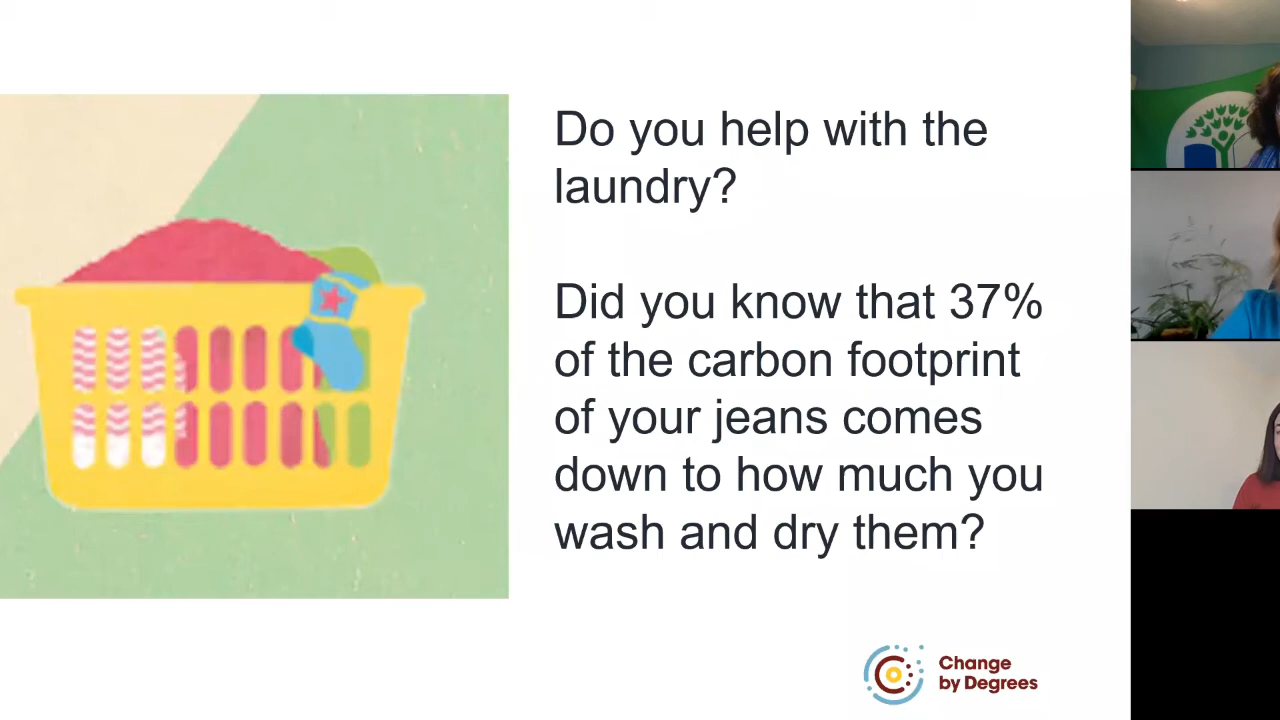 Do you help with the
laundry?
Did you know that 37%
of the carbon footprint
of your jeans comes
down to how much you
wash and dry them?
Change
by Degrees